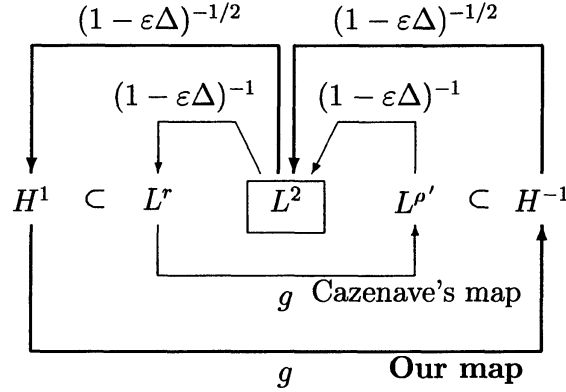 (1 − εΔ)^{−1/2} (1 − εΔ)^{−1/2}
(1 − εΔ)^{−1} (1 − εΔ)^{−1}
H^1 ⊂ L^r L^2 L^{ρ'} ⊂ H^{−1}
g Cazenave's map
g Our map